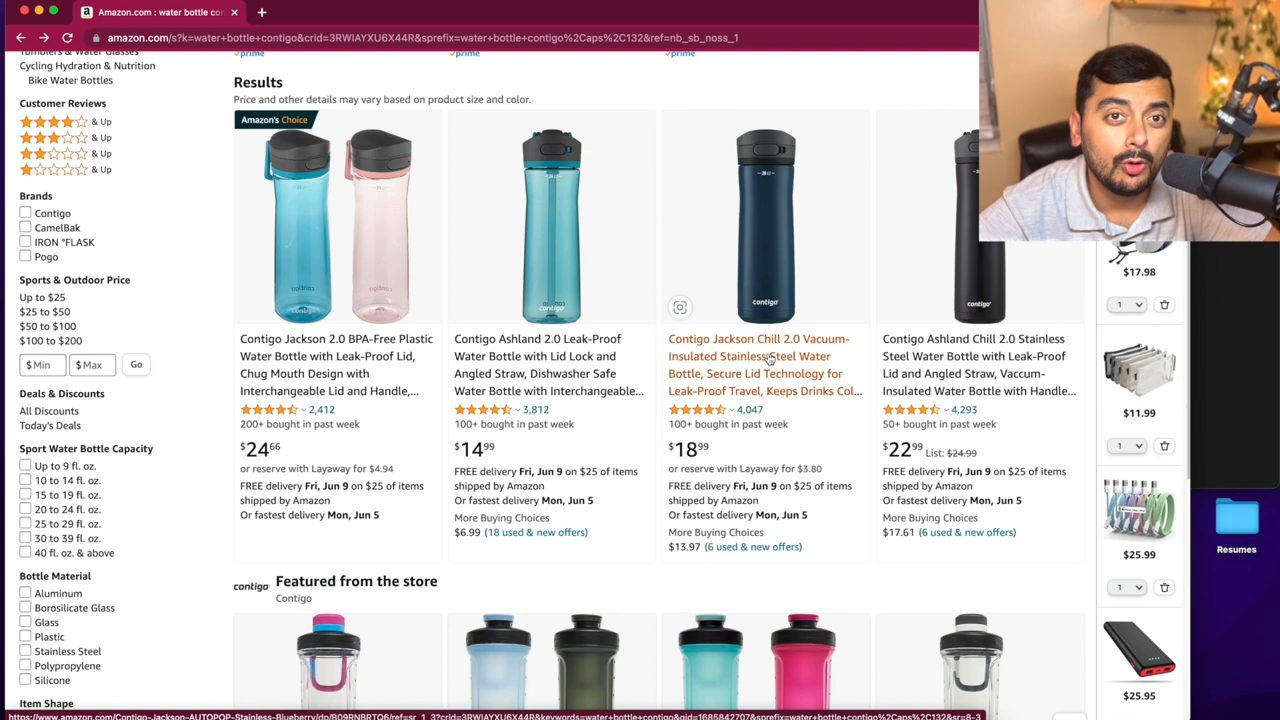 Amazon.com : water bottle co
amazon.com/s?k=water+bottle+contigo&crid=3RWIAYXU6X44R&sprefix=water+bottle+contigo%2Caps%2C132&ref=nb_sb_noss_1
Tumblers & Water Glasses
Cycling Hydration & Nutrition
Bike Water Bottles
Customer Reviews
& Up
& Up
& Up
& Up
Brands
Contigo
CamelBak
IRON °FLASK
Pogo
Sports & Outdoor Price
Up to $25
$25 to $50
$50 to $100
$100 to $200
$ Min
$ Max
Go
Deals & Discounts
All Discounts
Today's Deals
Sport Water Bottle Capacity
Up to 9 fl. oz.
10 to 14 fl. oz.
15 to 19 fl. oz.
20 to 24 fl. oz.
25 to 29 fl. oz.
30 to 39 fl. oz.
40 fl. oz. & above
Bottle Material
Aluminum
Borosilicate Glass
Glass
Plastic
Stainless Steel
Polypropylene
Silicone
Item Shape
prime
prime
prime
Results
Price and other details may vary based on product size and color.
Amazon's Choice
contigo
Contigo Jackson 2.0 BPA-Free Plastic
Water Bottle with Leak-Proof Lid,
Chug Mouth Design with
Interchangeable Lid and Handle,...
2,412
200+ bought in past week
$24 66
or reserve with Layaway for $4.94
FREE delivery Fri, Jun 9 on $25 of items
shipped by Amazon
Or fastest delivery Mon, Jun 5
contigo
Contigo Ashland 2.0 Leak-Proof
Water Bottle with Lid Lock and
Angled Straw, Dishwasher Safe
Water Bottle with Interchangeable...
3,812
100+ bought in past week
$14 99
FREE delivery Fri, Jun 9 on $25 of items
shipped by Amazon
Or fastest delivery Mon, Jun 5
More Buying Choices
$6.99 (18 used & new offers)
contigo
Contigo Jackson Chill 2.0 Vacuum-
Insulated Stainless Steel Water
Bottle, Secure Lid Technology for
Leak-Proof Travel, Keeps Drinks Col...
4,047
100+ bought in past week
$18 99
or reserve with Layaway for $3.80
FREE delivery Fri, Jun 9 on $25 of items
shipped by Amazon
Or fastest delivery Mon, Jun 5
More Buying Choices
$13.97 (6 used & new offers)
contigo
Contigo Ashland Chill 2.0 Stainless
Steel Water Bottle with Leak-Proof
Lid and Angled Straw, Vaccum-
Insulated Water Bottle with Handle...
4,293
50+ bought in past week
$22 99 List: $24.99
FREE delivery Fri, Jun 9 on $25 of items
shipped by Amazon
Or fastest delivery Mon, Jun 5
More Buying Choices
$17.61 (6 used & new offers)
contigo
Featured from the store
Contigo
$17.98
1
$11.99
1
$25.99
1
$25.95
Resumes